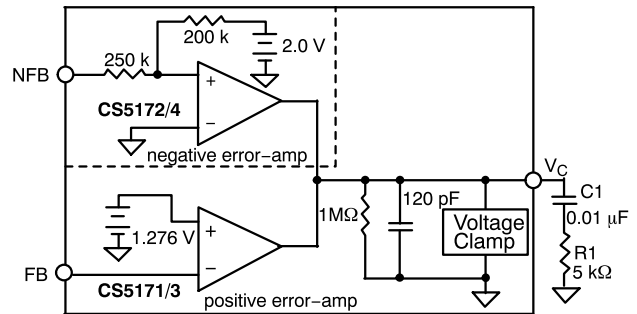 200 k
2.0 V
250 k
NFB
+
CS5172/4
−
negative error−amp
VC
C1
120 pF
0.01 μF
1MΩ
+
Voltage
Clamp
1.276 V
R1
−
5 kΩ
FB
CS5171/3
positive error−amp